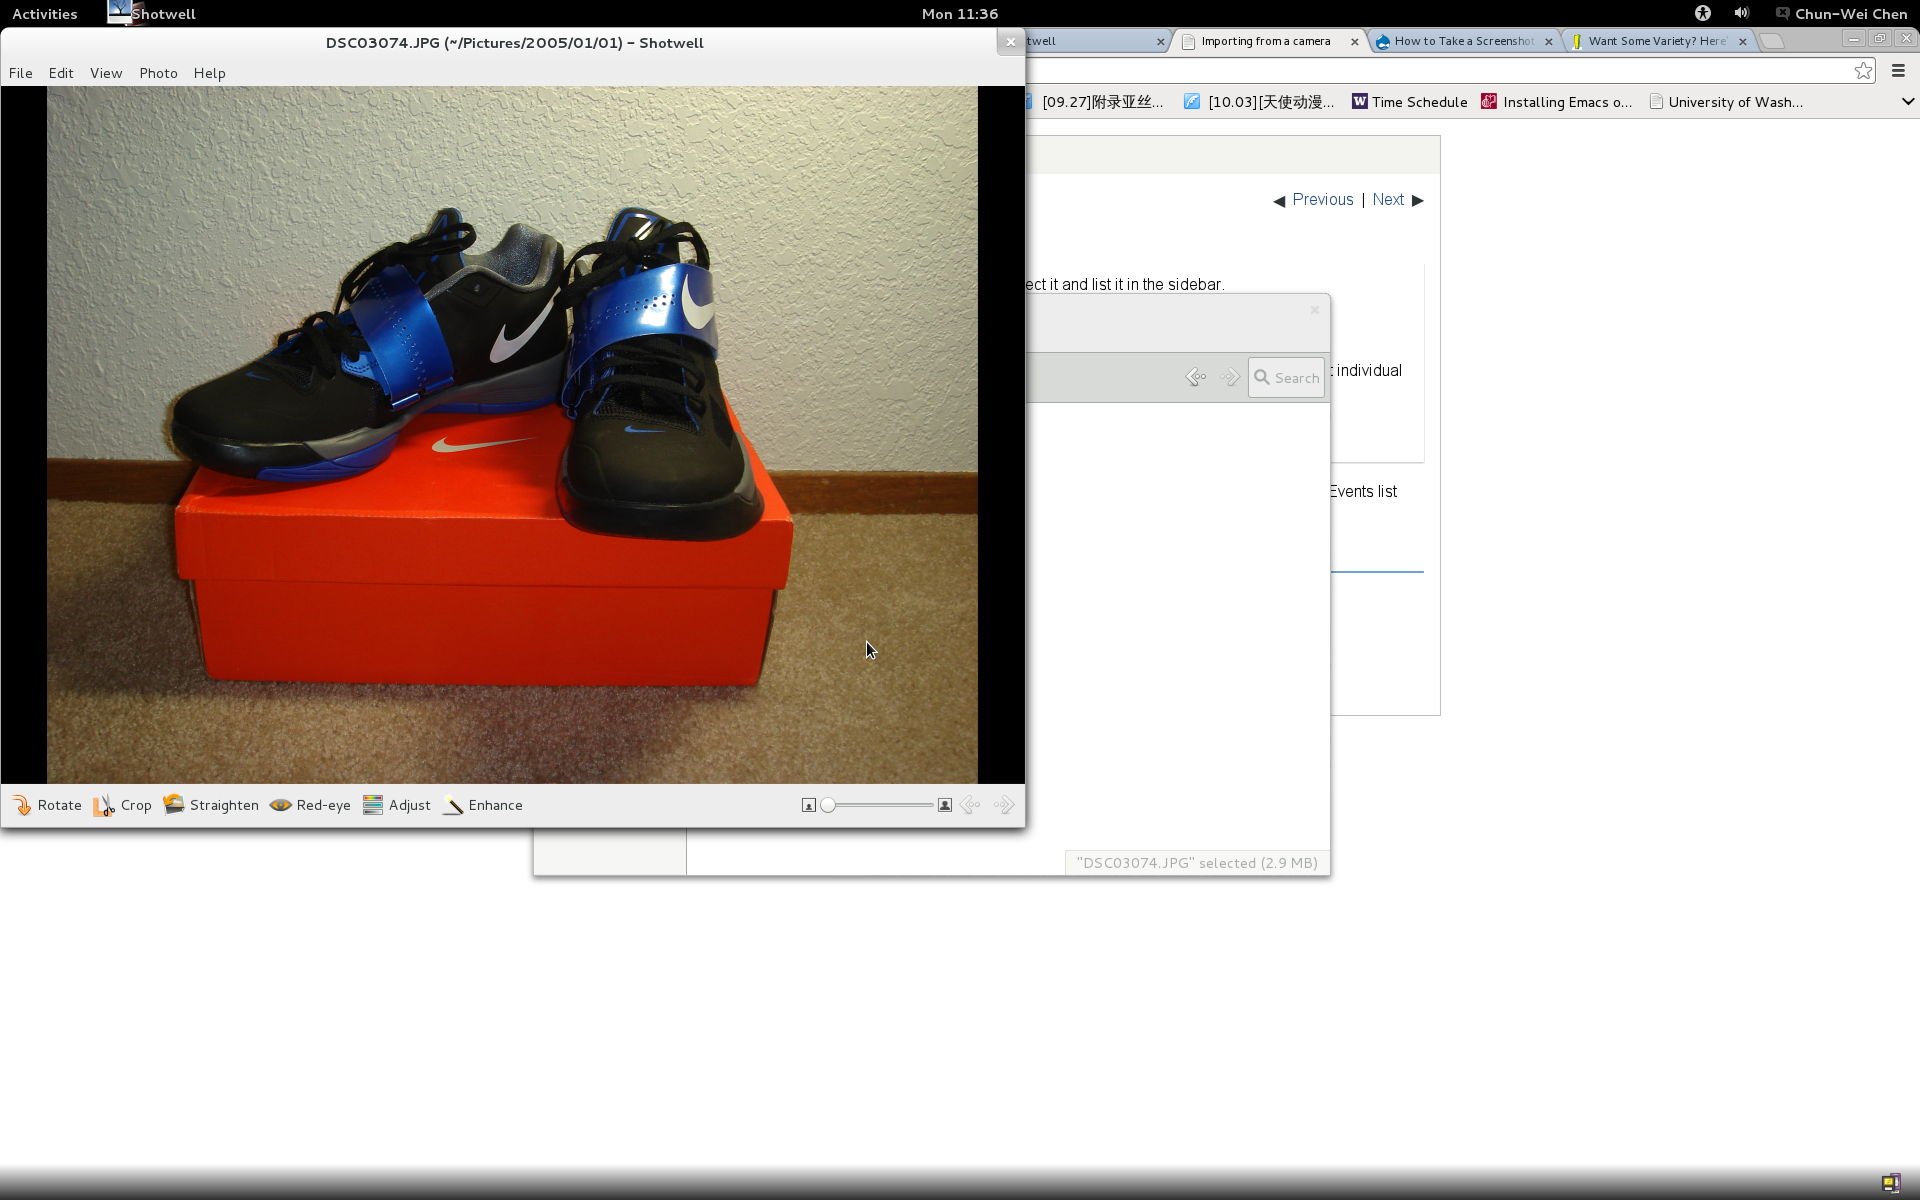 Activities Shotwell Mon 11:36 Chun-Wei Chen
DSC03074.JPG (~/Pictures/2005/01/01) - Shotwell
File Edit View Photo Help
twell Importing from a camera How to Take a Screenshot Want Some Variety? Here'
[09.27]附录亚丝... [10.03][天使动漫... Time Schedule Installing Emacs o... University of Wash...
Previous | Next
ect it and list it in the sidebar.
Search
individual
Events list
Rotate Crop Straighten Red-eye Adjust Enhance
"DSC03074.JPG" selected (2.9 MB)